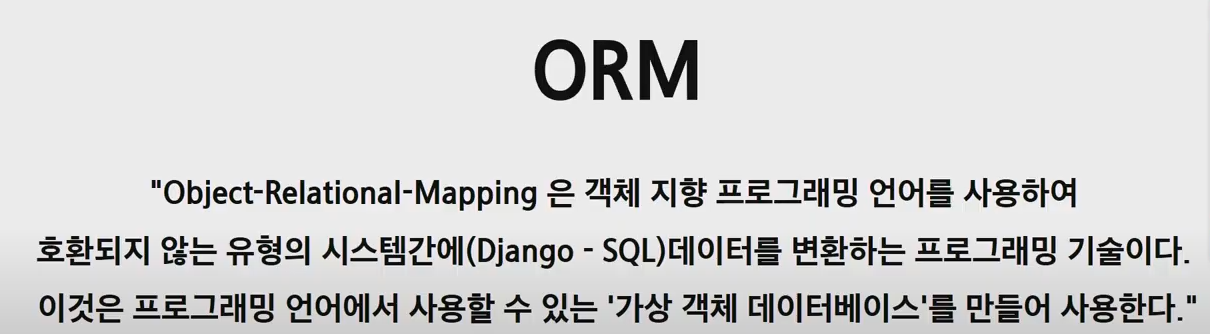 ORM
"Object-Relational-Mapping 은 객체 지향 프로그래밍 언어를 사용하여
호환되지 않는 유형의 시스템간에(Django - SQL)데이터를 변환하는 프로그래밍 기술이다.
이것은 프로그래밍 언어에서 사용할 수 있는 '가상 객체 데이터베이스'를 만들어 사용한다."